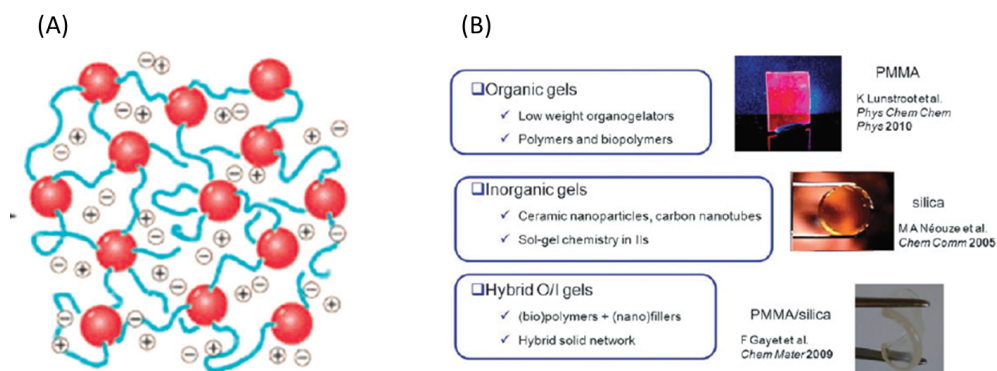 (A)
(B)
❑Organic gels
✓ Low weight organogelators
✓ Polymers and biopolymers
PMMA
K Lunstroot et al.
Phys Chem Chem
Phys 2010
❑Inorganic gels
✓ Ceramic nanoparticles, carbon nanotubes
✓ Sol-gel chemistry in ILs
silica
M A Néouze et al.
Chem Comm 2005
❑Hybrid O/I gels
✓ (bio)polymers + (nano)fillers
✓ Hybrid solid network
PMMA/silica
F Gayet et al.
Chem Mater 2009